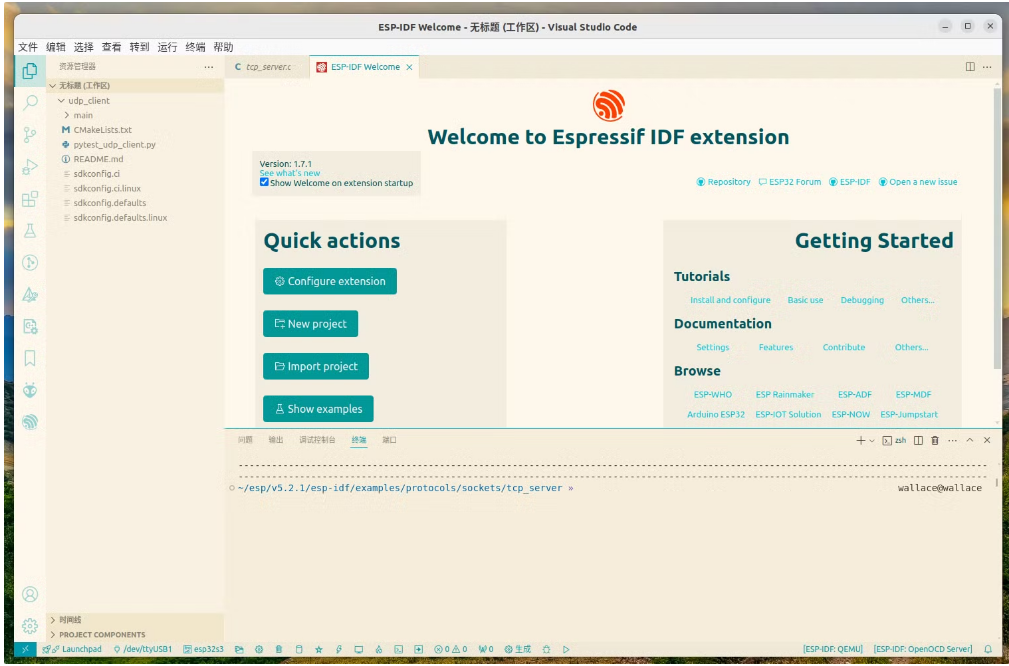 ESP-IDF Welcome - 无标题 (工作区) - Visual Studio Code
文件 编辑 选择 查看 转到 运行 终端 帮助
资源管理器
tcp_server.c
ESP-IDF Welcome
无标题 (工作区)
udp_client
main
CMakeLists.txt
pytest_udp_client.py
README.md
sdkconfig.ci
sdkconfig.ci.linux
sdkconfig.defaults
sdkconfig.defaults.linux
时间线
PROJECT COMPONENTS
Welcome to Espressif IDF extension
Version: 1.7.1
See what's new
Show Welcome on extension startup
Repository ESP32 Forum ESP-IDF Open a new issue
Quick actions
Configure extension
New project
Import project
Show examples
Getting Started
Tutorials
Install and configure Basic use Debugging Others...
Documentation
Settings Features Contribute Others...
Browse
ESP-WHO ESP Rainmaker ESP-ADF ESP-MDF
Arduino ESP32 ESP-IOT Solution ESP-NOW ESP-Jumpstart
问题 输出 调试控制台 终端 端口
zsh
~/esp/v5.2.1/esp-idf/examples/protocols/sockets/tcp_server » wallace@wallace
Launchpad /dev/ttyUSB1 esp32s3 0 0 0 生成 [ESP-IDF: QEMU] [ESP-IDF: OpenOCD Server]